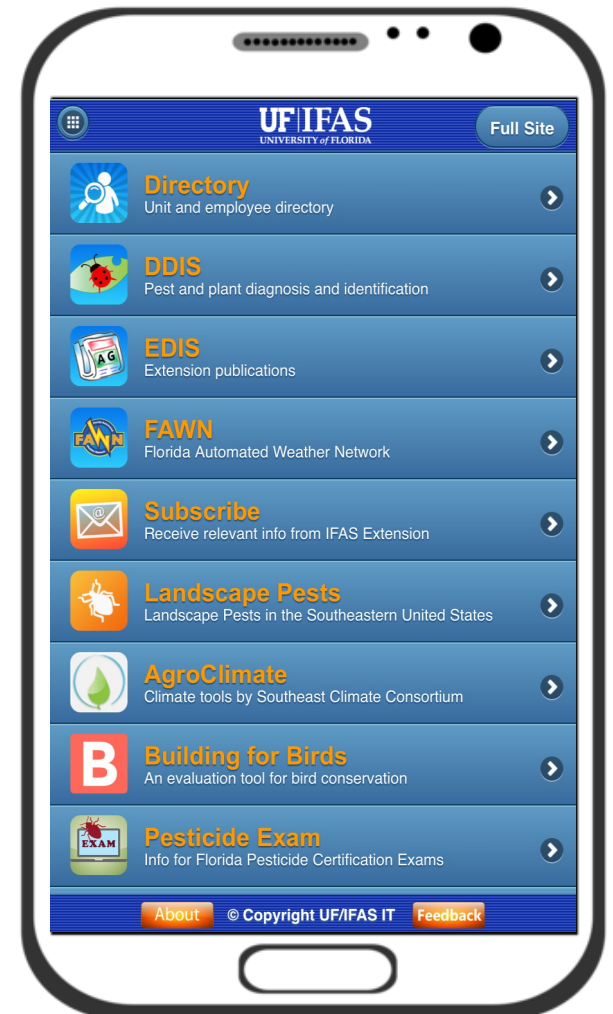 UF|IFAS
UNIVERSITY of FLORIDA
Full Site
Directory
Unit and employee directory
DDIS
Pest and plant diagnosis and identification
AG
EDIS
Extension publications
FAWN
FAWN
Florida Automated Weather Network
@
Subscribe
Receive relevant info from IFAS Extension
Landscape Pests
Landscape Pests in the Southeastern United States
AgroClimate
Climate tools by Southeast Climate Consortium
B
Building for Birds
An evaluation tool for bird conservation
EXAM
Pesticide Exam
Info for Florida Pesticide Certification Exams
About © Copyright UF/IFAS IT Feedback